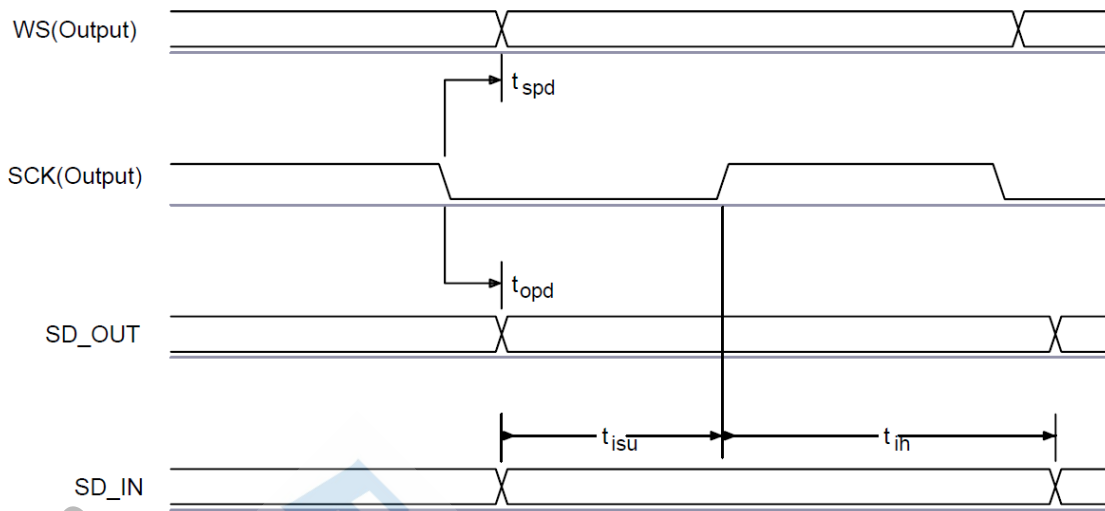 WS(Output)
t spd
SCK(Output)
t opd
SD_OUT
t isu
t ih
SD_IN